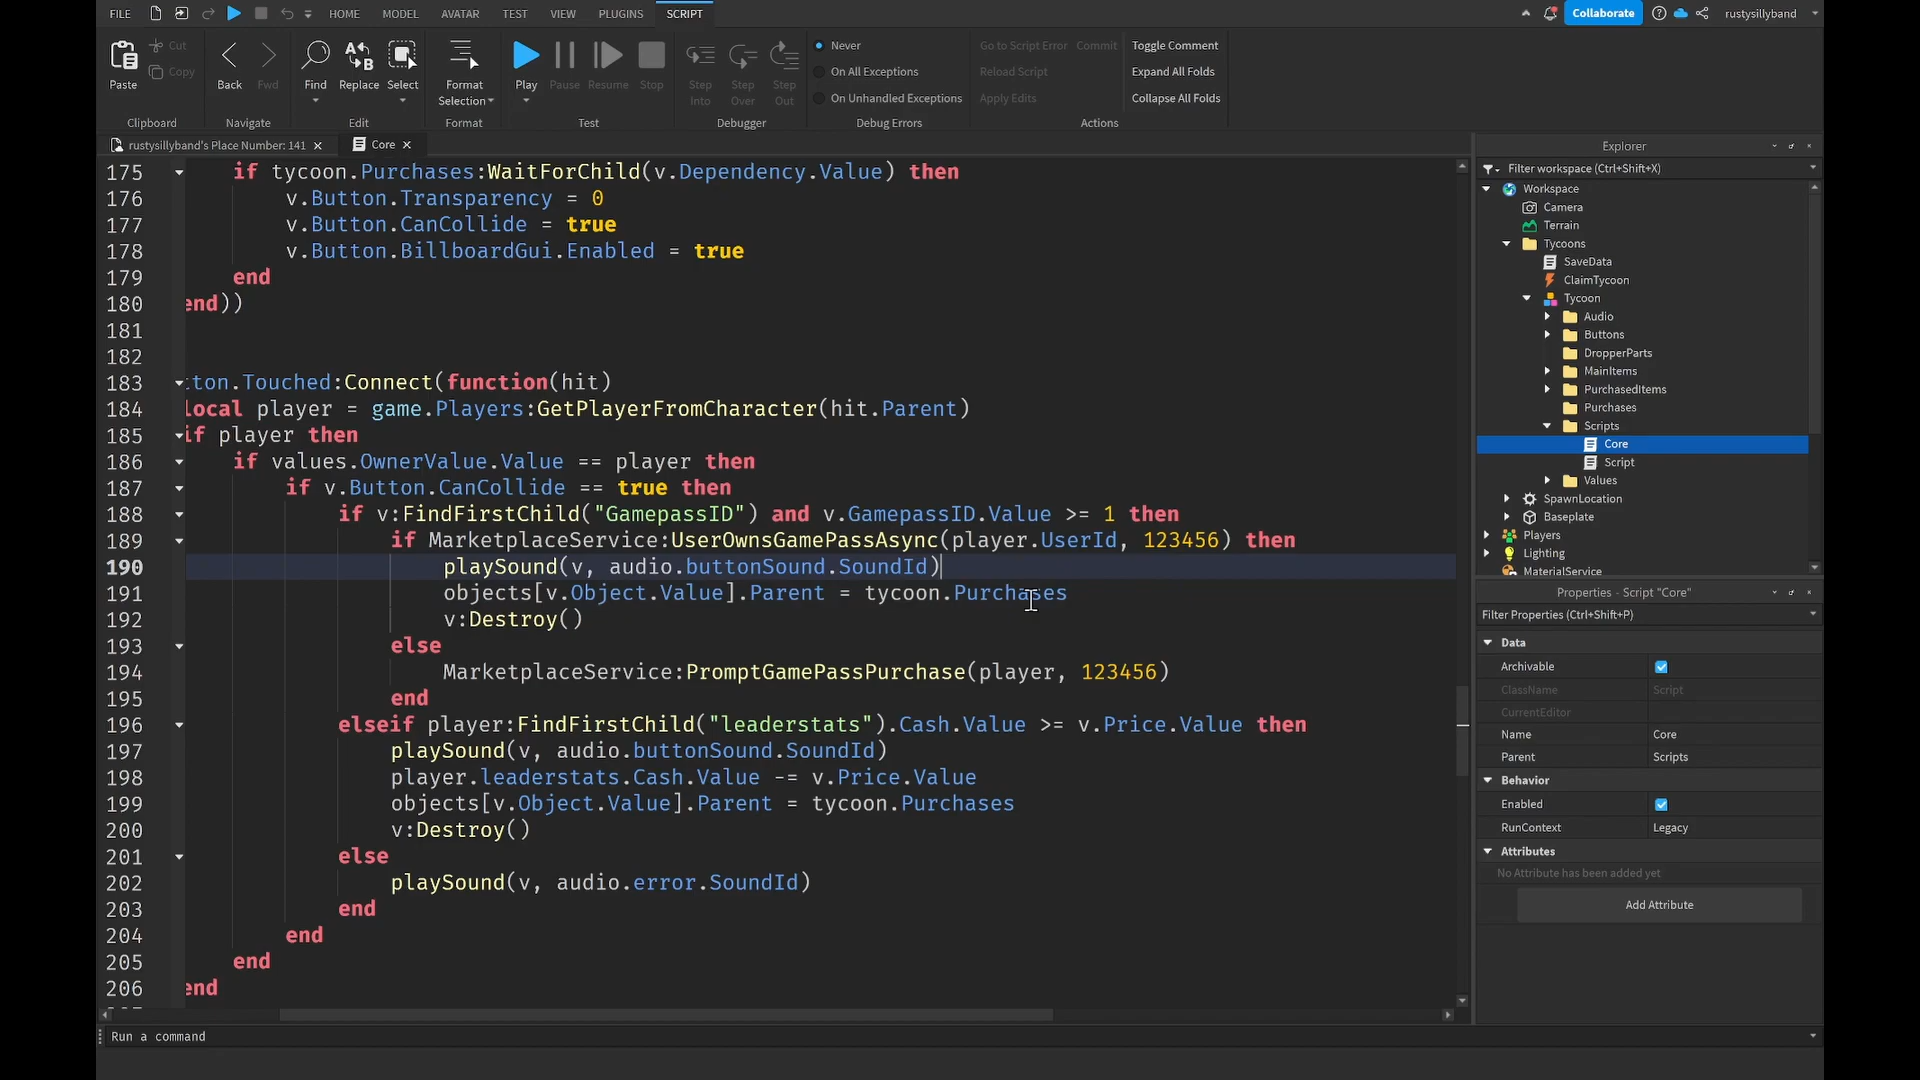 FILE HOME MODEL AVATAR TEST VIEW PLUGINS SCRIPT Collaborate rustysillyband
Paste Cut Copy Clipboard
Back Fwd Navigate
Find Replace Select Edit
Format Selection Format
Play Pause Resume Stop Test
Step Into Step Over Step Out Debugger
Never
On All Exceptions
On Unhandled Exceptions
Debug Errors
Go to Script Error Commit Toggle Comment
Reload Script Expand All Folds
Apply Edits Collapse All Folds
Actions
rustysillyband's Place Number: 141 Core
175 if tycoon.Purchases:WaitForChild(v.Dependency.Value) then
176 v.Button.Transparency = 0
177 v.Button.CanCollide = true
178 v.Button.BillboardGui.Enabled = true
179 end
180 end))
181
182
183 ton.Touched:Connect(function(hit)
184 local player = game.Players:GetPlayerFromCharacter(hit.Parent)
185 if player then
186 if values.OwnerValue.Value == player then
187 if v.Button.CanCollide == true then
188 if v:FindFirstChild("GamepassID") and v.GamepassID.Value >= 1 then
189 if MarketplaceService:UserOwnsGamePassAsync(player.UserId, 123456) then
190 playSound(v, audio.buttonSound.SoundId)
191 objects[v.Object.Value].Parent = tycoon.Purchases
192 v:Destroy()
193 else
194 MarketplaceService:PromptGamePassPurchase(player, 123456)
195 end
196 elseif player:FindFirstChild("leaderstats").Cash.Value >= v.Price.Value then
197 playSound(v, audio.buttonSound.SoundId)
198 player.leaderstats.Cash.Value -= v.Price.Value
199 objects[v.Object.Value].Parent = tycoon.Purchases
200 v:Destroy()
201 else
202 playSound(v, audio.error.SoundId)
203 end
204 end
205 end
206 end
Run a command
Explorer
Filter workspace (Ctrl+Shift+X)
Workspace
Camera
Terrain
Tycoons
SaveData
ClaimTycoon
Tycoon
Audio
Buttons
DropperParts
MainItems
PurchasedItems
Purchases
Scripts
Core
Script
Values
SpawnLocation
Baseplate
Players
Lighting
MaterialService
Properties - Script "Core"
Filter Properties (Ctrl+Shift+P)
Data
Archivable
ClassName Script
CurrentEditor
Name Core
Parent Scripts
Behavior
Enabled
RunContext Legacy
Attributes
No Attribute has been added yet
Add Attribute